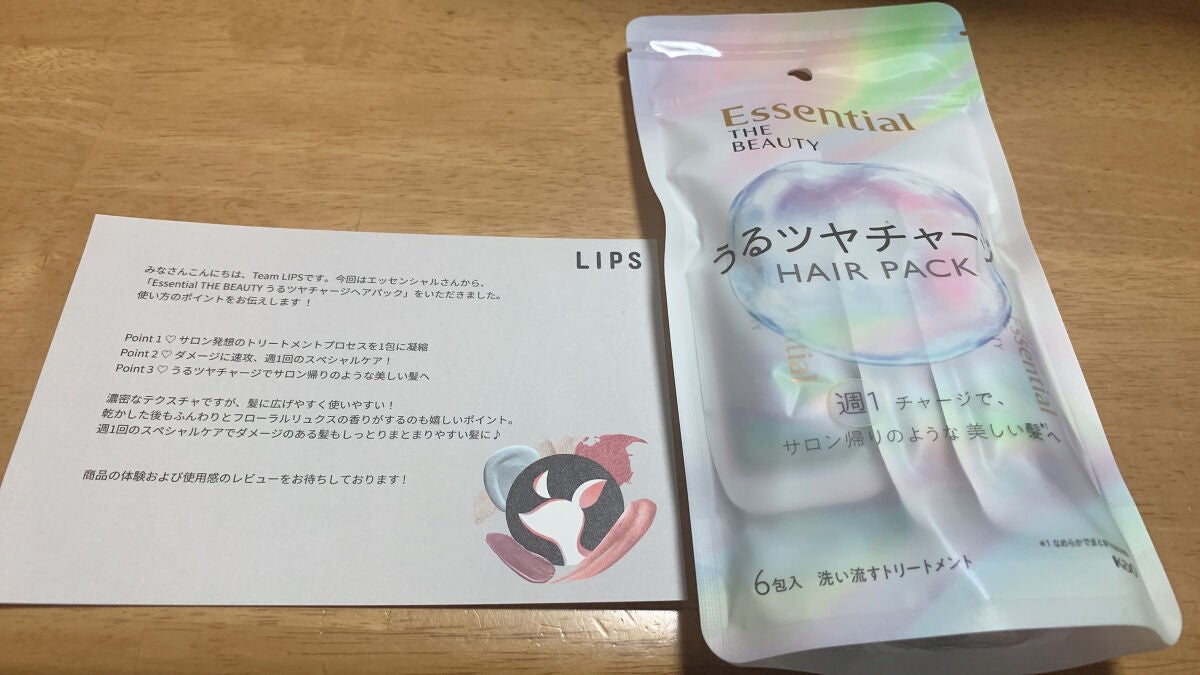 LIPS
みなさんこんにちは、Team LIPSです。今回はエッセンシャルさんから、
「Essential THE BEAUTY うるツヤチャージヘアパック」をいただきました。
使い方のポイントをお伝えします！
Point 1 ♡ サロン発想のトリートメントプロセスを1包に凝縮
Point 2 ♡ ダメージに速攻、週1回のスペシャルケア！
Point 3 ♡ うるツヤチャージでサロン帰りのような美しい髪へ
濃密なテクスチャですが、髪に広げやすく使いやすい！
乾かした後もふんわりとフローラルリュクスの香りがするのも嬉しいポイント。
週1回のスペシャルケアでダメージのある髪もしっとりまとまりやすい髪に♪
商品の体験および使用感のレビューをお待ちしております！
Essential
THE
BEAUTY
うるツヤチャージ
HAIR PACK
Essential
週1 チャージで、
サロン帰りのような 美しい髪*1へ
*1 なめらかでまとま
6包入 洗い流すトリートメント
Kao